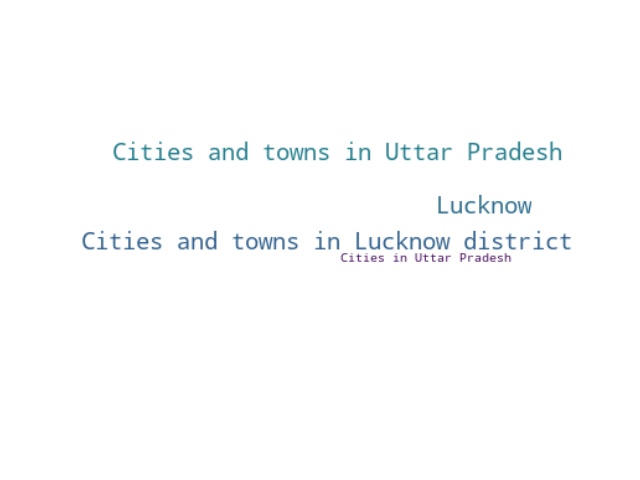 Cities and towns in Uttar Pradesh
Lucknow
Cities and towns in Lucknow district
Cities in Uttar Pradesh